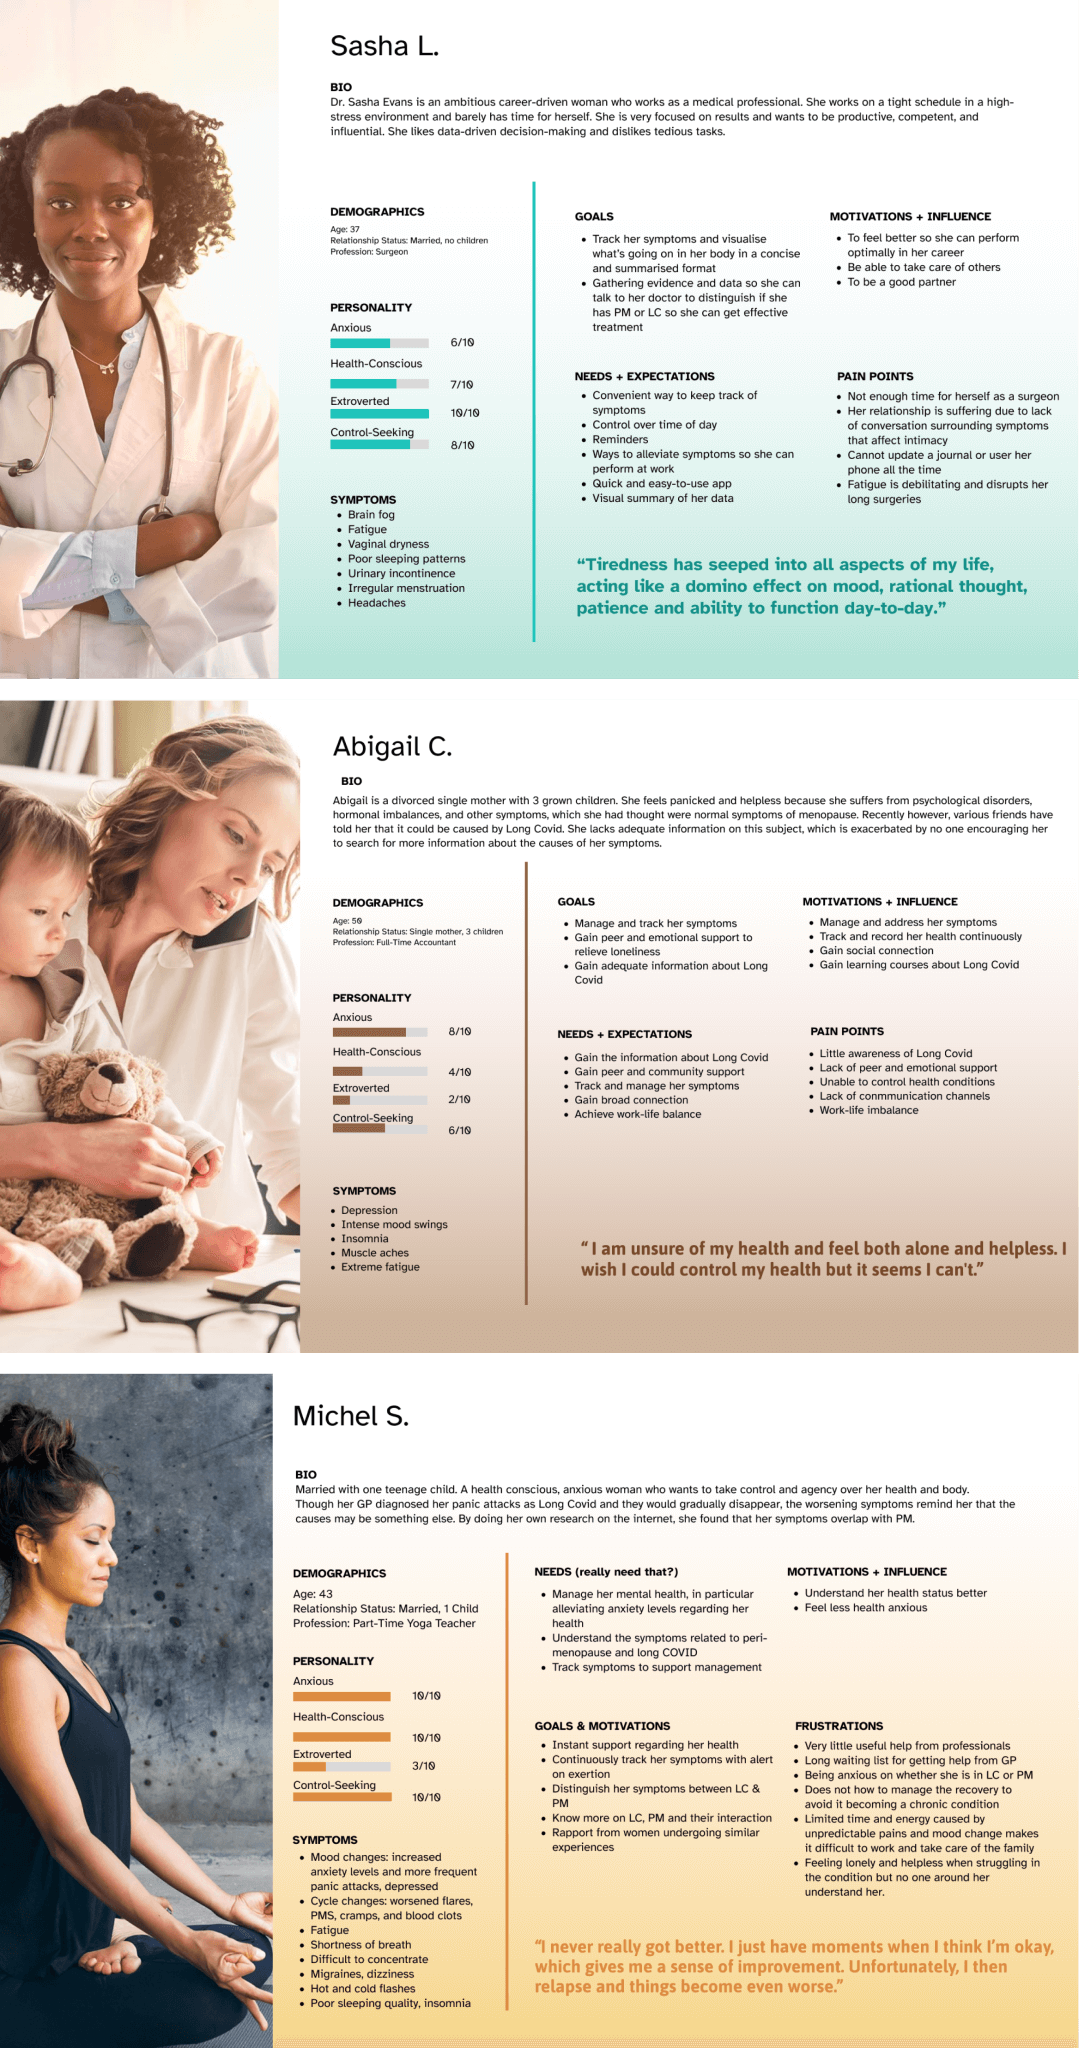 Sasha L.
BIO
Dr. Sasha Evans is an ambitious career-driven woman who works as a medical professional. She works on a tight schedule in a high-
stress environment and barely has time for herself. She is very focused on results and wants to be productive, competent, and
influential. She likes data-driven decision-making and dislikes tedious tasks.
DEMOGRAPHICS
Age: 37
Relationship Status: Married, no children
Profession: Surgeon
PERSONALITY
Anxious
6/10
Health-Conscious
7/10
Extroverted
10/10
Control-Seeking
8/10
SYMPTOMS
• Brain fog
• Fatigue
• Vaginal dryness
• Poor sleeping patterns
• Urinary incontinence
• Irregular menstruation
• Headaches
GOALS
• Track her symptoms and visualise
what's going on in her body in a concise
and summarised format
• Gathering evidence and data so she can
talk to her doctor to distinguish if she
has PM or LC so she can get effective
treatment
MOTIVATIONS + INFLUENCE
• To feel better so she can perform
optimally in her career
• Be able to take care of others
• To be a good partner
NEEDS + EXPECTATIONS
• Convenient way to keep track of
symptoms
• Control over time of day
• Reminders
• Ways to alleviate symptoms so she can
perform at work
• Quick and easy-to-use app
• Visual summary of her data
PAIN POINTS
• Not enough time for herself as a surgeon
• Her relationship is suffering due to lack
of conversation surrounding symptoms
that affect intimacy
• Cannot update a journal or user her
phone all the time
• Fatigue is debilitating and disrupts her
long surgeries
“Tiredness has seeped into all aspects of my life,
acting like a domino effect on mood, rational thought,
patience and ability to function day-to-day.”
Abigail C.
BIO
Abigail is a divorced single mother with 3 grown children. She feels panicked and helpless because she suffers from psychological disorders,
hormonal imbalances, and other symptoms, which she had thought were normal symptoms of menopause. Recently however, various friends have
told her that it could be caused by Long Covid. She lacks adequate information on this subject, which is exacerbated by no one encouraging her
to search for more information about the causes of her symptoms.
DEMOGRAPHICS
Age: 50
Relationship Status: Single mother, 3 children
Profession: Full-Time Accountant
PERSONALITY
Anxious
8/10
Health-Conscious
4/10
Extroverted
2/10
Control-Seeking
6/10
SYMPTOMS
• Depression
• Intense mood swings
• Insomnia
• Muscle aches
• Extreme fatigue
GOALS
• Manage and track her symptoms
• Gain peer and emotional support to
relieve loneliness
• Gain adequate information about Long
Covid
MOTIVATIONS + INFLUENCE
• Manage and address her symptoms
• Track and record her health continuously
• Gain social connection
• Gain learning courses about Long Covid
NEEDS + EXPECTATIONS
• Gain the information about Long Covid
• Gain peer and community support
• Track and manage her symptoms
• Gain broad connection
• Achieve work-life balance
PAIN POINTS
• Little awareness of Long Covid
• Lack of peer and emotional support
• Unable to control health conditions
• Lack of conmmunication channels
• Work-life imbalance
“ I am unsure of my health and feel both alone and helpless. I
wish I could control my health but it seems I can't.”
Michel S.
BIO
Married with one teenage child. A health conscious, anxious woman who wants to take control and agency over her health and body.
Though her GP diagnosed her panic attacks as Long Covid and they would gradually disappear, the worsening symptoms remind her that the
causes may be something else. By doing her own research on the internet, she found that her symptoms overlap with PM.
DEMOGRAPHICS
Age: 43
Relationship Status: Married, 1 Child
Profession: Part-Time Yoga Teacher
PERSONALITY
Anxious
10/10
Health-Conscious
10/10
Extroverted
3/10
Control-Seeking
10/10
SYMPTOMS
• Mood changes: increased
anxiety levels and more frequent
panic attacks, depressed
• Cycle changes: worsened flares,
PMS, cramps, and blood clots
• Fatigue
• Shortness of breath
• Difficult to concentrate
• Migraines, dizziness
• Hot and cold flashes
• Poor sleeping quality, insomnia
NEEDS (really need that?)
• Manage her mental health, in particular
alleviating anxiety levels regarding her
health
• Understand the symptoms related to peri-
menopause and long COVID
• Track symptoms to support management
MOTIVATIONS + INFLUENCE
• Understand her health status better
• Feel less health anxious
GOALS & MOTIVATIONS
• Instant support regarding her health
• Continuously track her symptoms with alert
on exertion
• Distinguish her symptoms between LC &
PM
• Know more on LC, PM and their interaction
• Rapport from women undergoing similar
experiences
FRUSTRATIONS
• Very little useful help from professionals
• Long waiting list for getting help from GP
• Being anxious on whether she is in LC or PM
• Does not how to manage the recovery to
avoid it becoming a chronic condition
• Limited time and energy caused by
unpredictable pains and mood change makes
it difficult to work and take care of the family
• Feeling lonely and helpless when struggling in
the condition but no one around her
understand her.
“I never really got better. I just have moments when I think I’m okay,
which gives me a sense of improvement. Unfortunately, I then
relapse and things become even worse.”